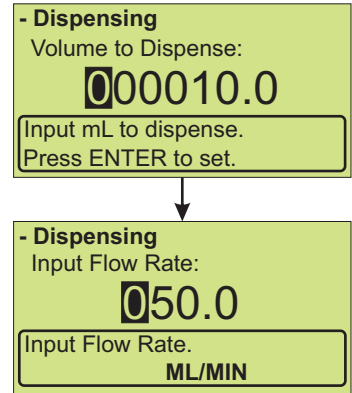 - Dispensing
Volume to Dispense:
000010.0
Input mL to dispense.
Press ENTER to set.
- Dispensing
Input Flow Rate:
050.0
Input Flow Rate.
ML/MIN